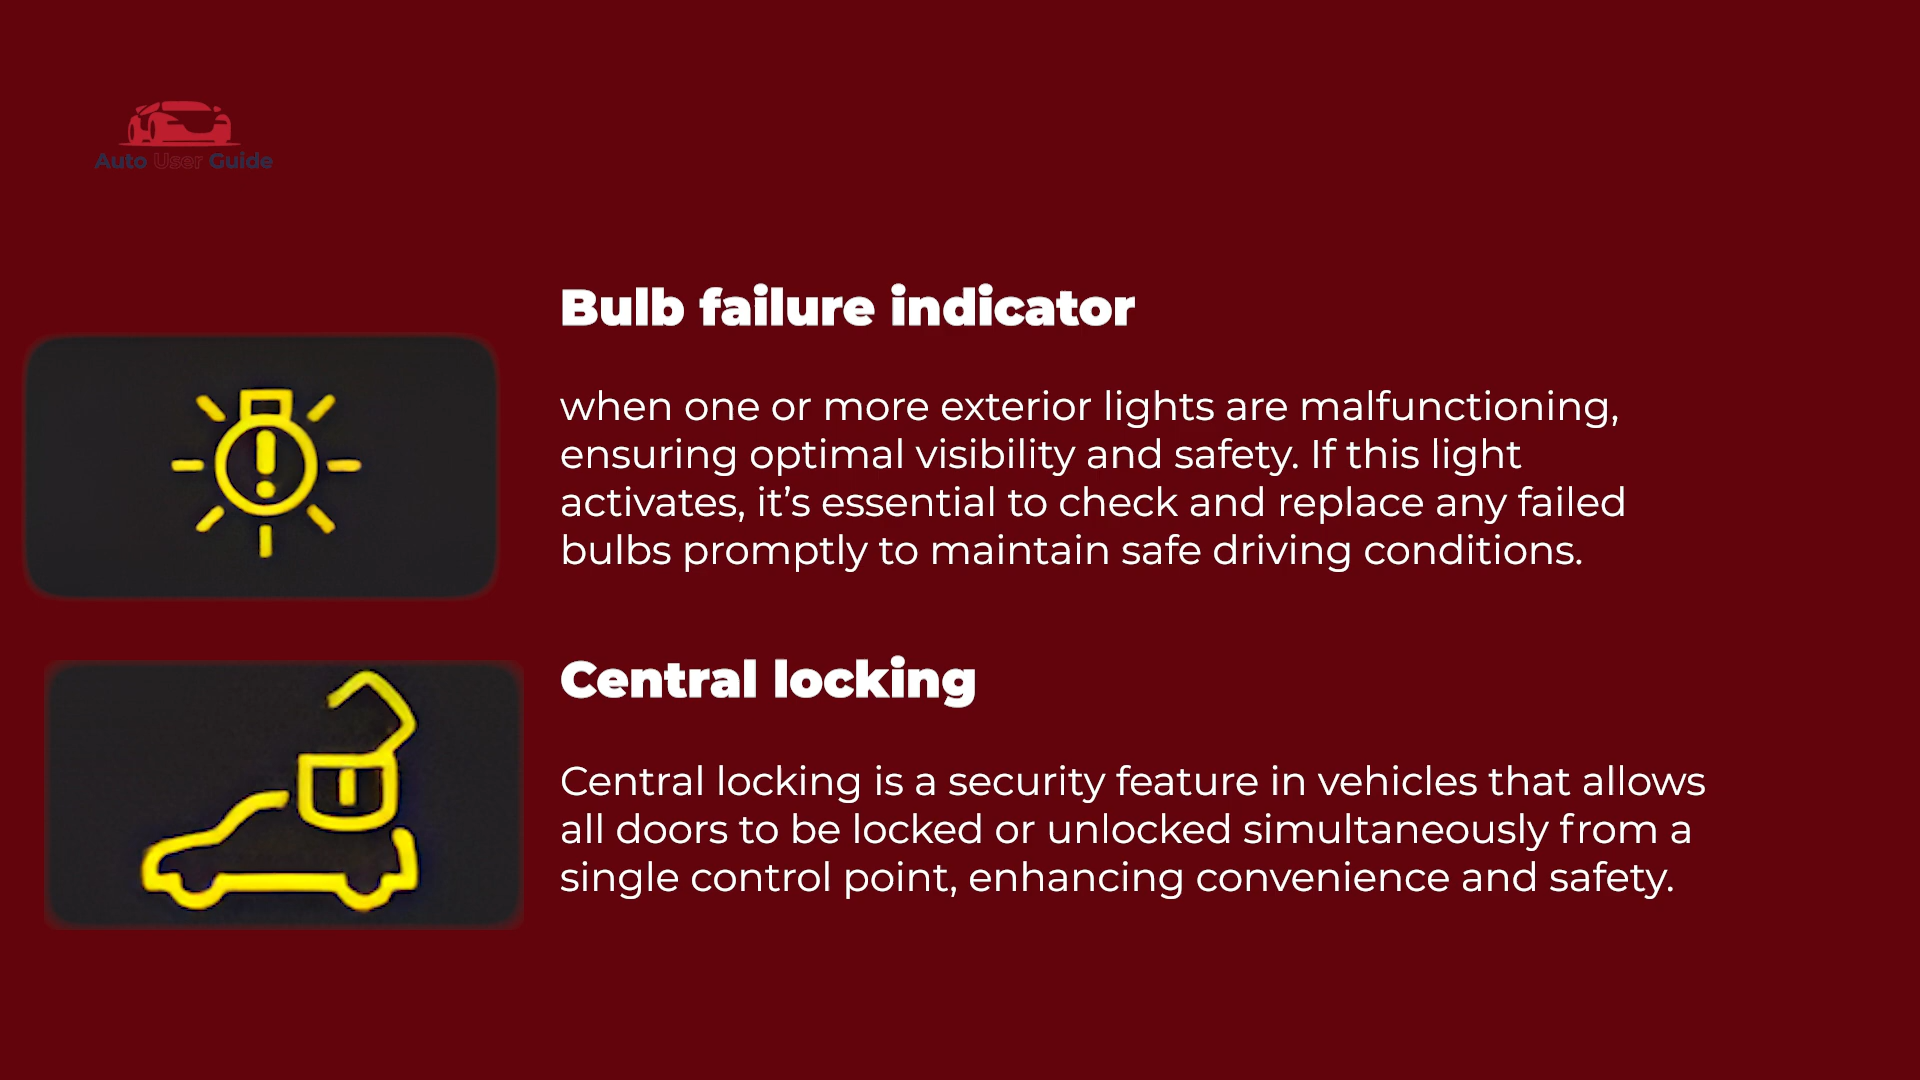 Auto User Guide
Bulb failure indicator
when one or more exterior lights are malfunctioning,
ensuring optimal visibility and safety. If this light
activates, it’s essential to check and replace any failed
bulbs promptly to maintain safe driving conditions.
Central locking
Central locking is a security feature in vehicles that allows
all doors to be locked or unlocked simultaneously from a
single control point, enhancing convenience and safety.